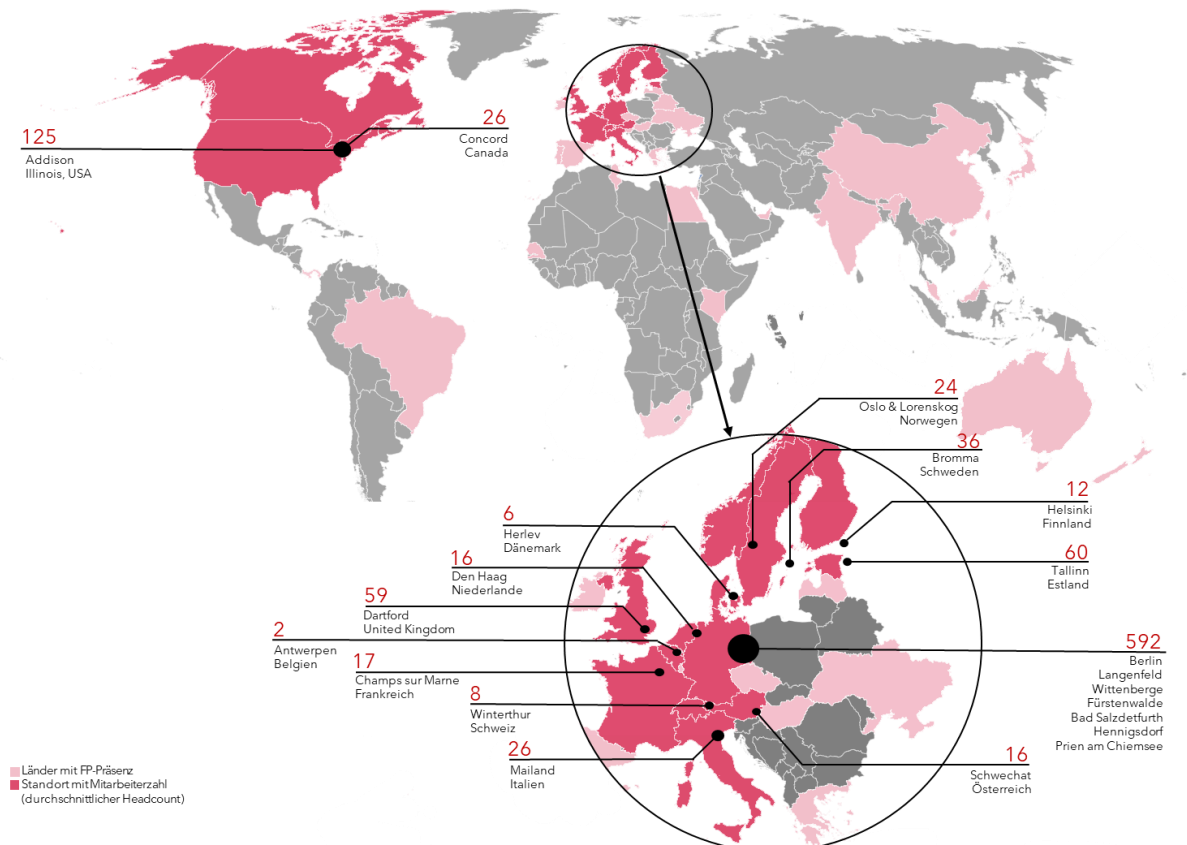 125
Addison
Illinois, USA
26
Concord
Canada
24
Oslo & Lorenskog
Norwegen
36
Bromma
Schweden
12
Helsinki
Finnland
6
Herlev
Dänemark
16
Den Haag
Niederlande
60
Tallinn
Estland
59
Dartford
United Kingdom
2
Antwerpen
Belgien
592
Berlin
Langenfeld
Wittenberge
Fürstenwalde
Bad Salzdetfurth
Hennigsdorf
Prien am Chiemsee
17
Champs sur Marne
Frankreich
8
Winterthur
Schweiz
26
Mailand
Italien
16
Schwechat
Österreich
Länder mit FP-Präsenz
Standort mit Mitarbeiterzahl
(durchschnittlicher Headcount)